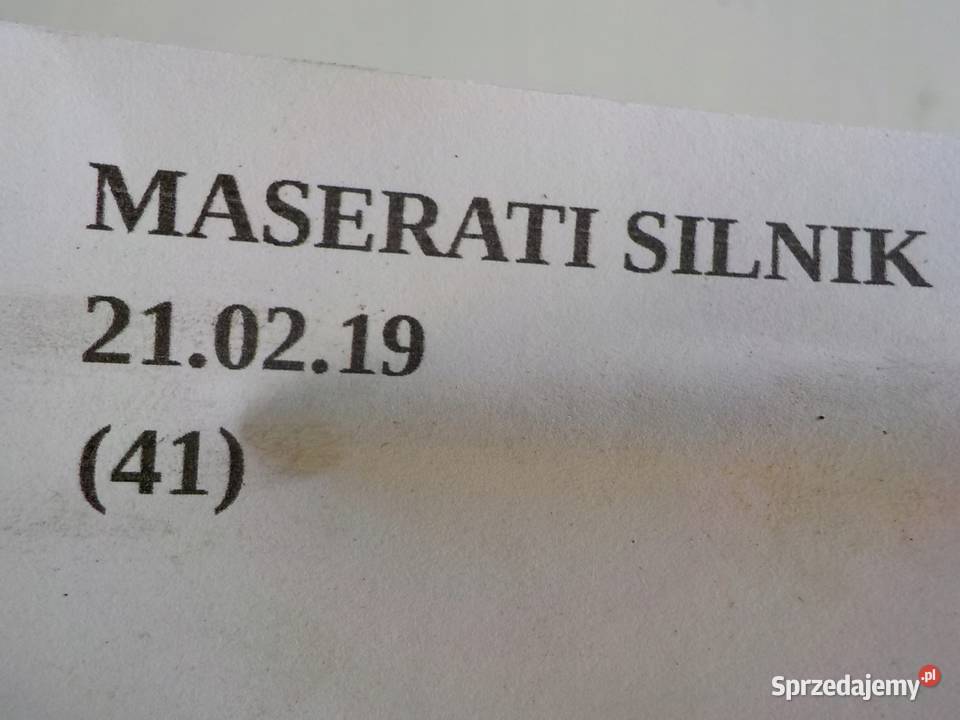 MASERATI SILNIK
21.02.19
(41)
Sprzedajemy.pl